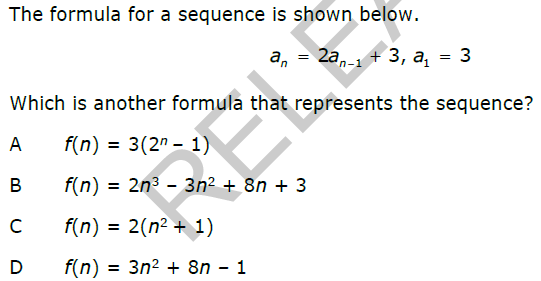 The formula for a sequence is shown below.
aₙ = 2aₙ₋₁ + 3, a₁ = 3
Which is another formula that represents the sequence?
A f(n) = 3(2ⁿ – 1)
B f(n) = 2n³ – 3n² + 8n + 3
C f(n) = 2(n² + 1)
D f(n) = 3n² + 8n – 1
RELEA